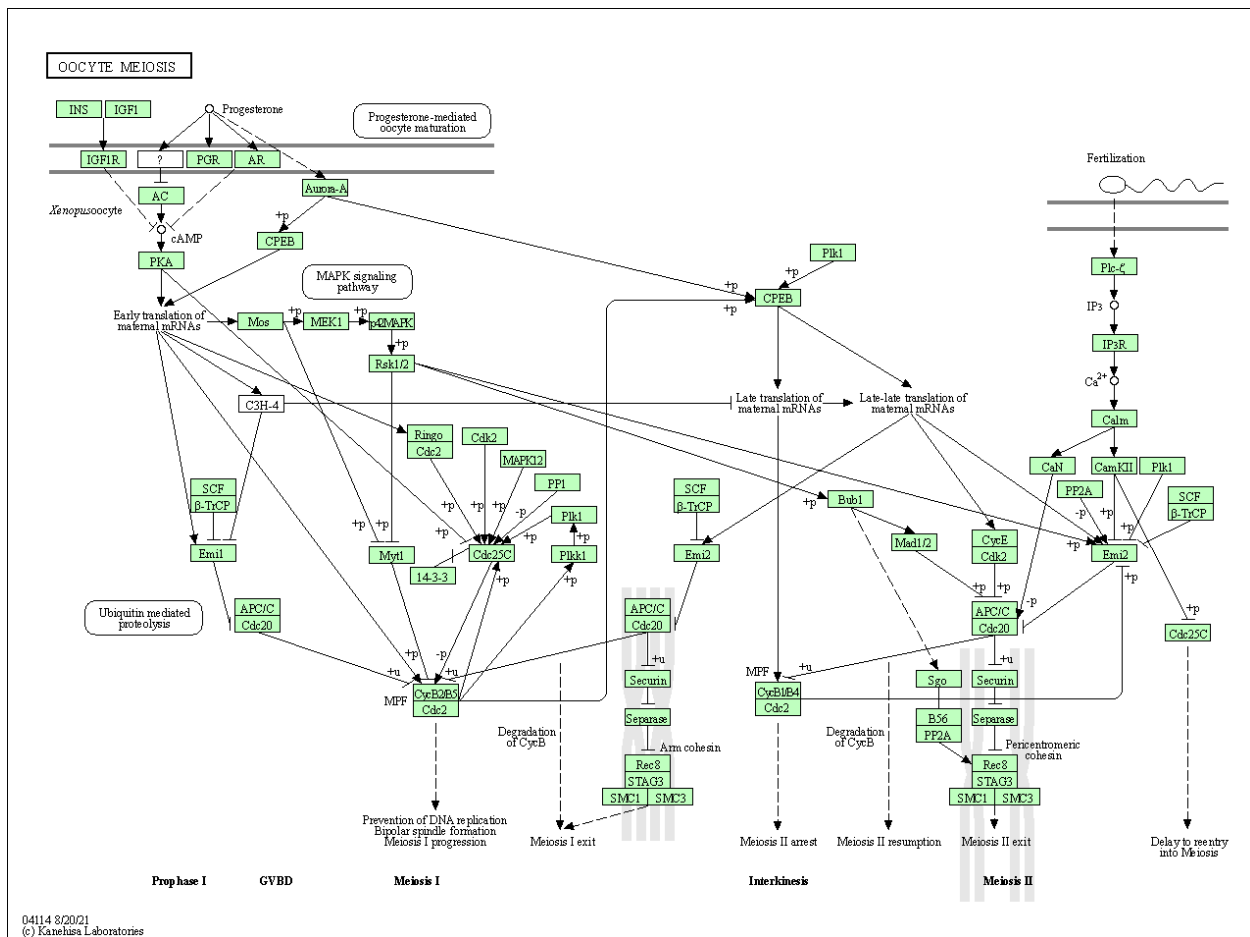 OOCYTE MEIOSIS
INS
IGF1
Progesterone
Progesterone-mediated
oocyte maturation
IGF1R
?
PGR
AR
AC
Aurora-A
Xenopus oocyte
cAMP
+p
CPEB
PKA
MAPK signaling
pathway
Early translation of
maternal mRNAs
Mos
+p
MEK1
+p
p42MAPK
+p
Rsk1/2
C3H-4
Ringo
Cdc2
Cdk2
MAPK12
PP1
Plk1
+p
Plkk1
SCF
β-TrCP
Emi1
+p
+p
Myt1
+p
+p
+p
+p
-p
+p
Cdc25C
14-3-3
+p
Ubiquitin mediated
proteolysis
APC/C
Cdc20
+u
+p
-p
+u
MPF
CycB2/B5
Cdc2
Prevention of DNA replication
Bipolar spindle formation
Meiosis I progression
Degradation
of CycB
Meiosis I exit
Plk1
+p
+p
CPEB
+p
Late translation of
maternal mRNAs
Late-late translation of
maternal mRNAs
SCF
β-TrCP
Emi2
APC/C
Cdc20
+u
Securin
Separase
Arm cohesin
Rec8
STAG3
SMC1
SMC3
+p
Bub1
Mad1/2
CycE
Cdk2
+p
+p
APC/C
Cdc20
-p
+u
+u
MPF
CycB1/B4
Cdc2
Sgo
B56
PP2A
Securin
Separase
Pericentromeric
cohesin
Rec8
STAG3
SMC1
SMC3
Degradation
of CycB
Meiosis II arrest
Meiosis II resumption
Meiosis II exit
Fertilization
Plc-ζ
IP3
IP3R
Ca2+
Calm
CaN
CamKII
Plk1
PP2A
SCF
β-TrCP
-p
+p
+p
Emi2
+p
+p
Cdc25C
Delay to reentry
into Meiosis
Prophase I
GVBD
Meiosis I
Interkinesis
Meiosis II
04114 8/20/21
(c) Kanehisa Laboratories